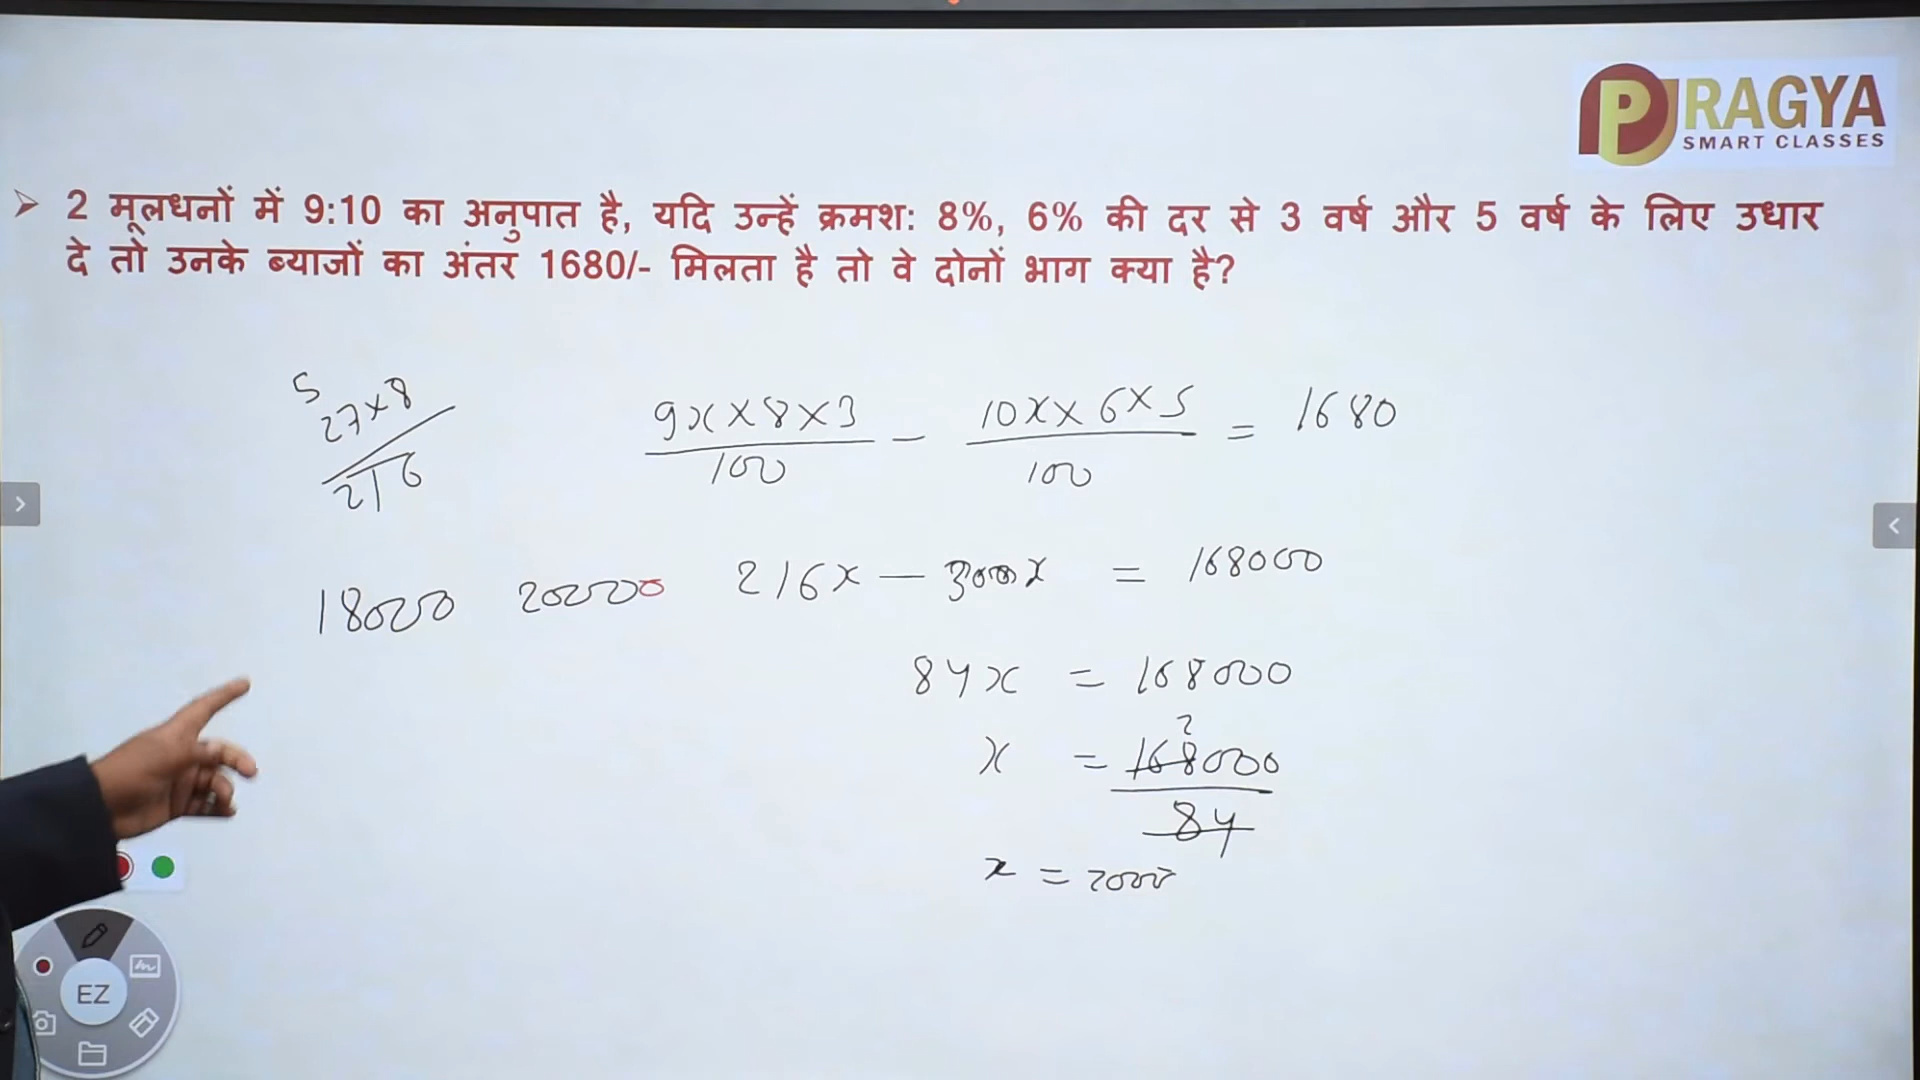 PRAGYA
SMART CLASSES
➢ 2 मूलधनों में 9:10 का अनुपात है, यदि उन्हें क्रमश: 8%, 6% की दर से 3 वर्ष और 5 वर्ष के लिए उधार
दे तो उनके ब्याजों का अंतर 1680/- मिलता है तो वे दोनों भाग क्या है?
5
27×8
216
9x×8×3/100 − 10x×6×5/100 = 1680
18000 20000 216x − x = 168000
84x = 168000
2
x = 168000/84
x = 2000
EZ